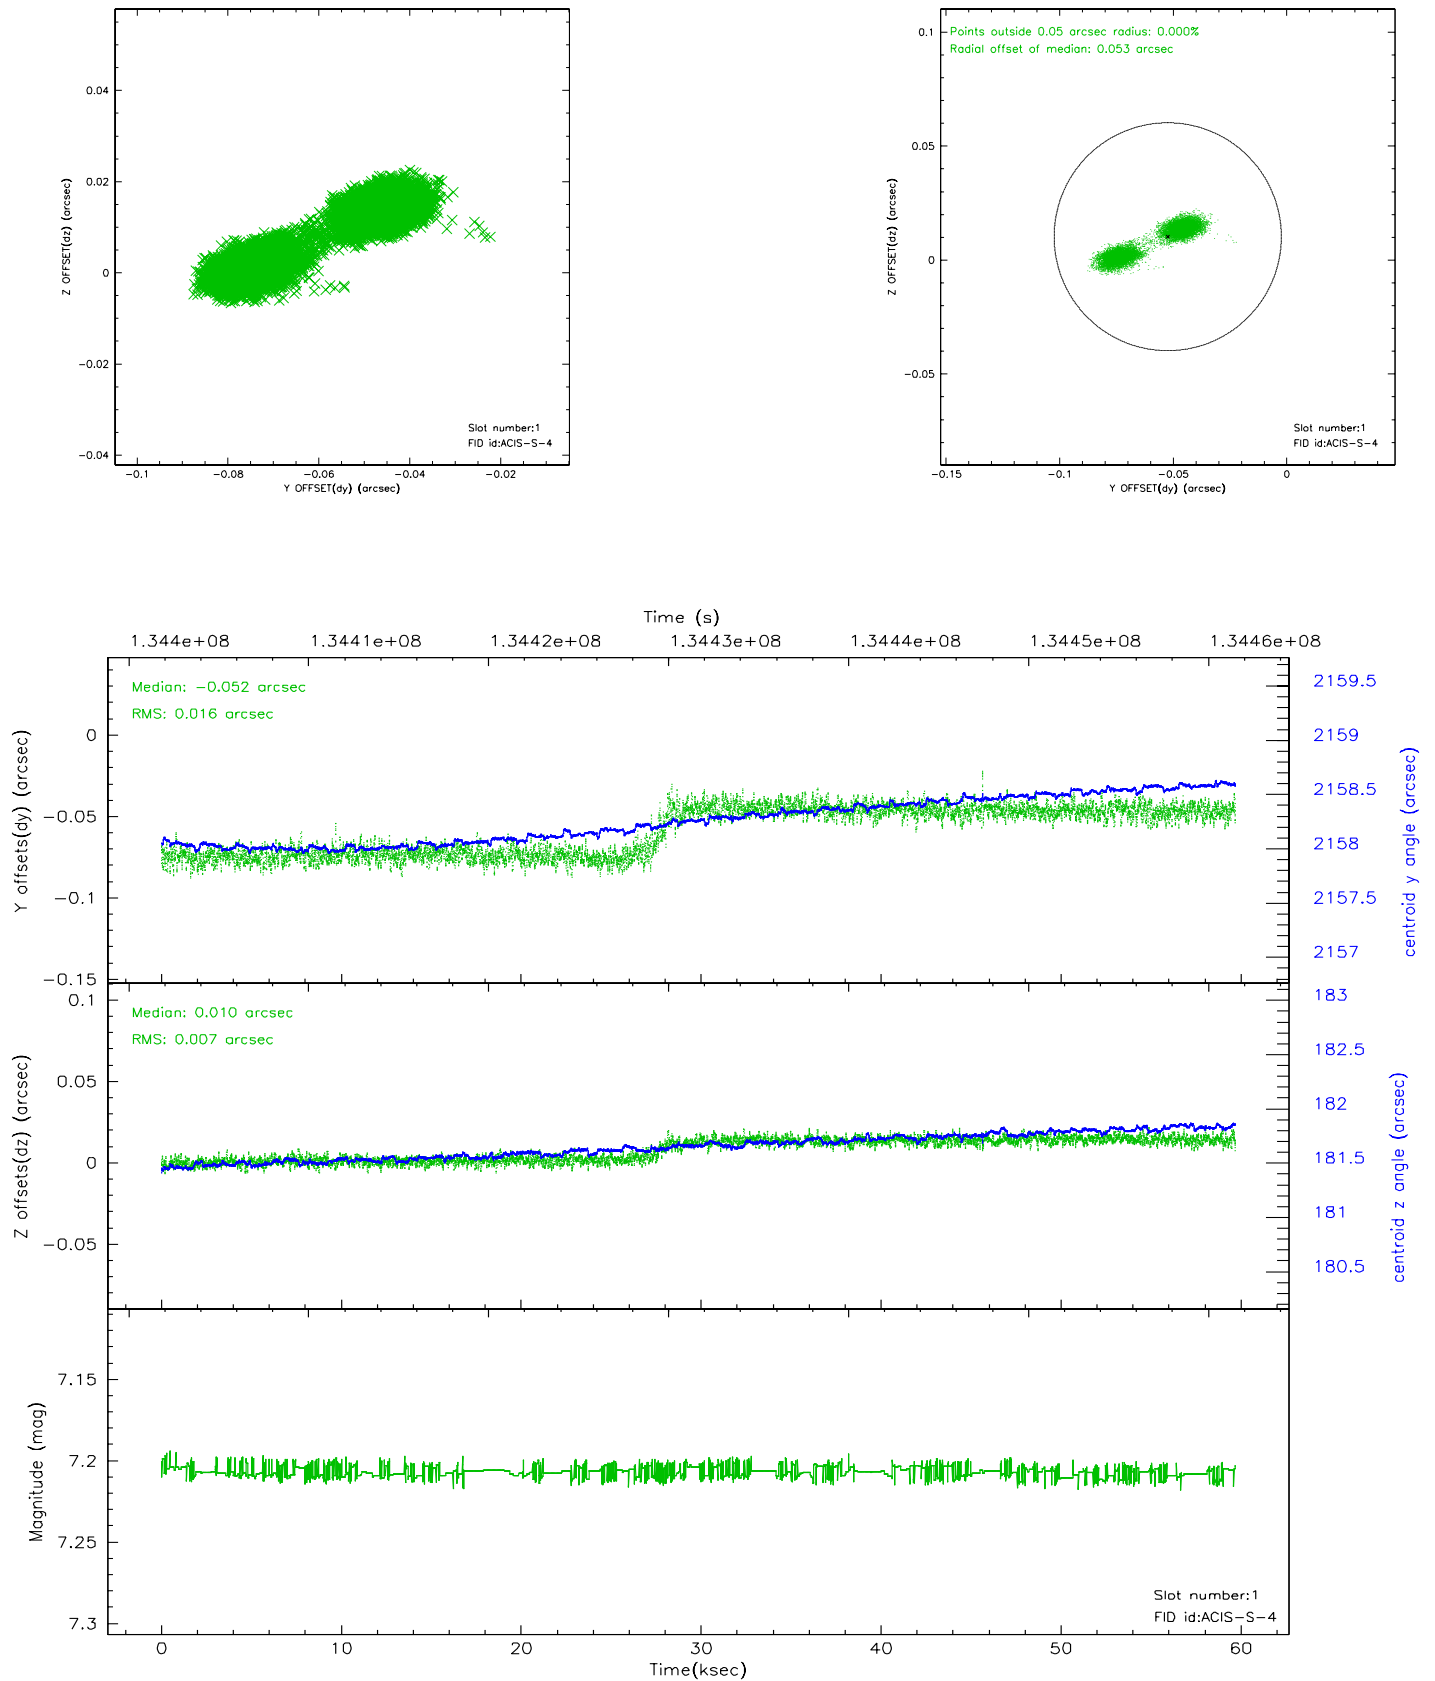 0.04
0.02
0
−0.02
−0.04
Z OFFSET(dz) (arcsec)
Slot number:1
FID id:ACIS−S−4
−0.1
−0.08
−0.06
−0.04
−0.02
Y OFFSET(dy) (arcsec)
Points outside 0.05 arcsec radius: 0.000%
Radial offset of median: 0.053 arcsec
0.1
0.05
0
−0.05
Z OFFSET(dz) (arcsec)
Slot number:1
FID id:ACIS−S−4
−0.15
−0.1
−0.05
0
Y OFFSET(dy) (arcsec)
Time (s)
1.344e+08
1.3441e+08
1.3442e+08
1.3443e+08
1.3444e+08
1.3445e+08
1.3446e+08
Median: −0.052 arcsec
RMS: 0.016 arcsec
0
−0.05
−0.1
−0.15
Y offsets(dy) (arcsec)
2159.5
2159
2158.5
2158
2157.5
2157
centroid y angle (arcsec)
Median: 0.010 arcsec
RMS: 0.007 arcsec
0.1
0.05
0
−0.05
Z offsets(dz) (arcsec)
183
182.5
182
181.5
181
180.5
centroid z angle (arcsec)
7.15
7.2
7.25
7.3
Magnitude (mag)
Slot number:1
FID id:ACIS−S−4
0
10
20
30
40
50
60
Time(ksec)